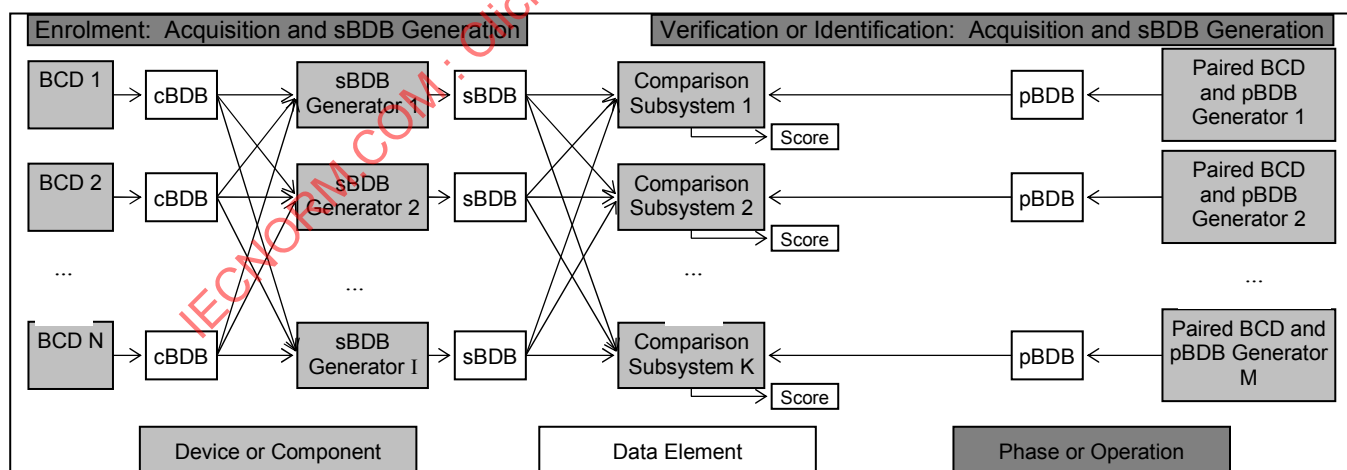 Enrolment: Acquisition and sBDB Generation
Verification or Identification: Acquisition and sBDB Generation
BCD 1
cBDB
sBDB
Generator 1
sBDB
Comparison
Subsystem 1
Score
pBDB
Paired BCD
and pBDB
Generator 1
BCD 2
cBDB
sBDB
Generator 2
sBDB
Comparison
Subsystem 2
Score
pBDB
Paired BCD
and pBDB
Generator 2
...
...
...
...
BCD N
cBDB
sBDB
Generator I
sBDB
Comparison
Subsystem K
Score
pBDB
Paired BCD and
pBDB Generator
M
Device or Component
Data Element
Phase or Operation
IECNORM.COM : Click